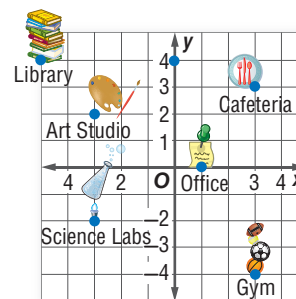 y
4
3
2
1
Library
Cafeteria
Art Studio
4 2 O Office 3 4 x
−2
Science Labs −3
−4
Gym